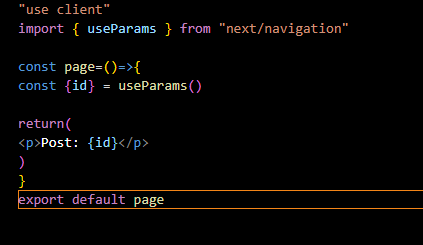 "use client"
import { useParams } from "next/navigation"
const page=()=>{
const {id} = useParams()
return(
<p>Post: {id}</p>
)
}
export default page